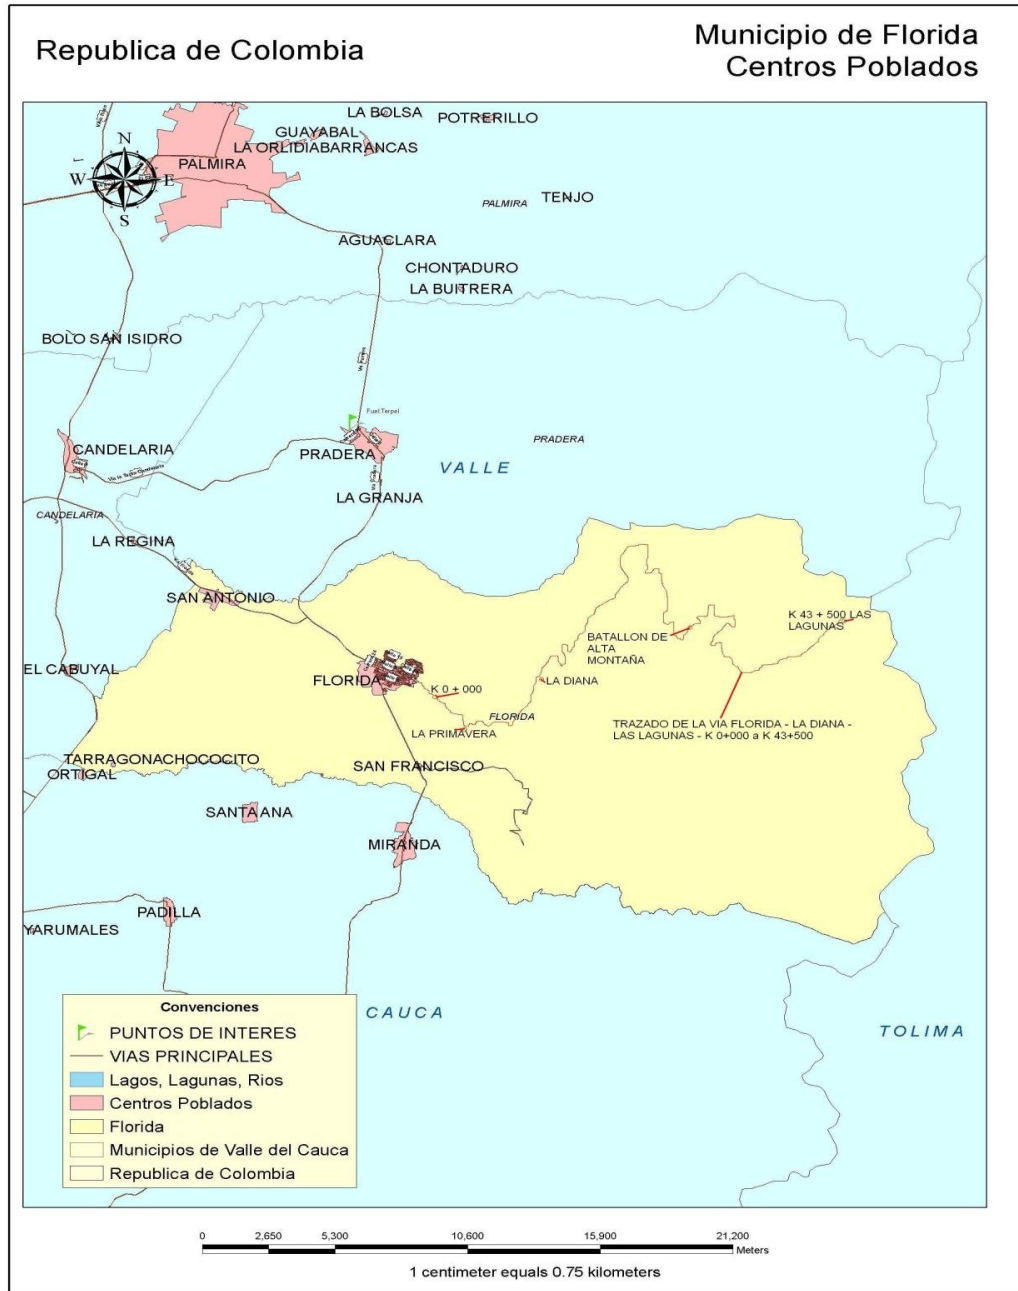 Republica de Colombia
Municipio de Florida
Centros Poblados
LA BOLSA
POTRERILLO
GUAYABAL
LA ORLIDIABARRANCAS
N
PALMIRA
W
E
S
TENJO
PALMIRA
AGUACLARA
CHONTADURO
LA BUITRERA
BOLO SAN ISIDRO
Fuel Terpel
CANDELARIA
PRADERA
PRADERA
VALLE
LA GRANJA
CANDELARIA
LA REGINA
SAN ANTONIO
K 43 + 500 LAS
LAGUNAS
BATALLON DE
ALTA
MONTAÑA
EL CABUYAL
FLORIDA
K 0 + 000
LA DIANA
FLORIDA
LA PRIMAVERA
TRAZADO DE LA VIA FLORIDA - LA DIANA -
LAS LAGUNAS - K 0+000 a K 43+500
TARRAGONACHOCOCITO
ORTIGAL
SAN FRANCISCO
SANTA ANA
MIRANDA
PADILLA
YARUMALES
CAUCA
TOLIMA
Convenciones
PUNTOS DE INTERES
VIAS PRINCIPALES
Lagos, Lagunas, Rios
Centros Poblados
Florida
Municipios de Valle del Cauca
Republica de Colombia
0 2,650 5,300 10,600 15,900 21,200
Meters
1 centimeter equals 0.75 kilometers